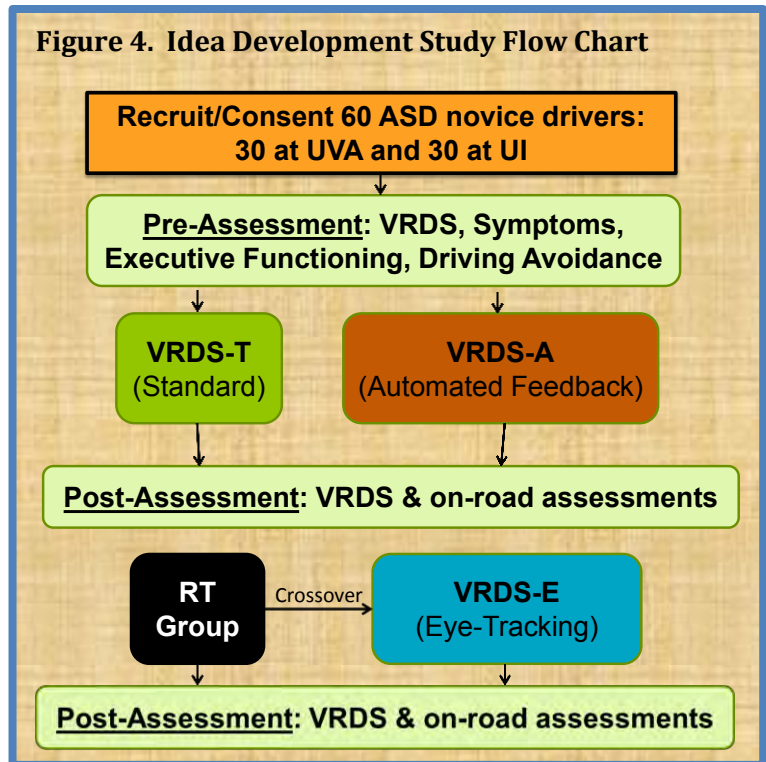 Figure 4. Idea Development Study Flow Chart
Recruit/Consent 60 ASD novice drivers:
30 at UVA and 30 at UI
Pre-Assessment: VRDS, Symptoms,
Executive Functioning, Driving Avoidance
VRDS-T
(Standard)
VRDS-A
(Automated Feedback)
Post-Assessment: VRDS & on-road assessments
RT
Group
Crossover
VRDS-E
(Eye-Tracking)
Post-Assessment: VRDS & on-road assessments